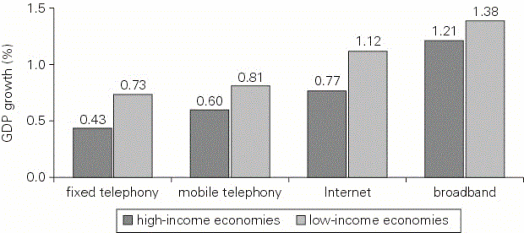 GDP growth (%)
1.5
1.0
0.5
0.0
0.43
0.73
0.60
0.81
0.77
1.12
1.21
1.38
fixed telephony
mobile telephony
Internet
broadband
high-income economies
low-income economies